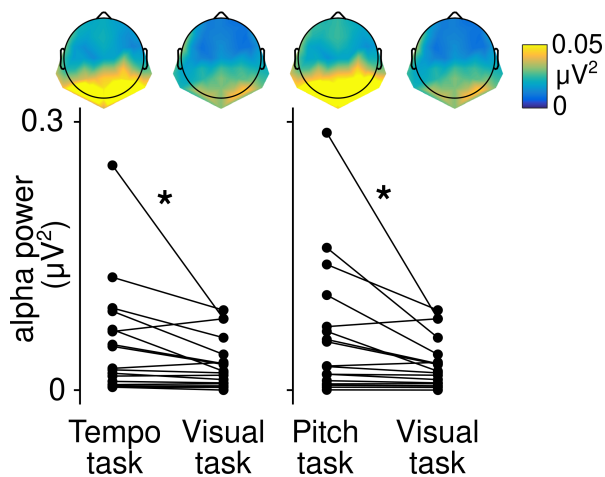 0.05
μV²
0
0.3
alpha power
(μV²)
0
*
*
Tempo task
Visual task
Pitch task
Visual task